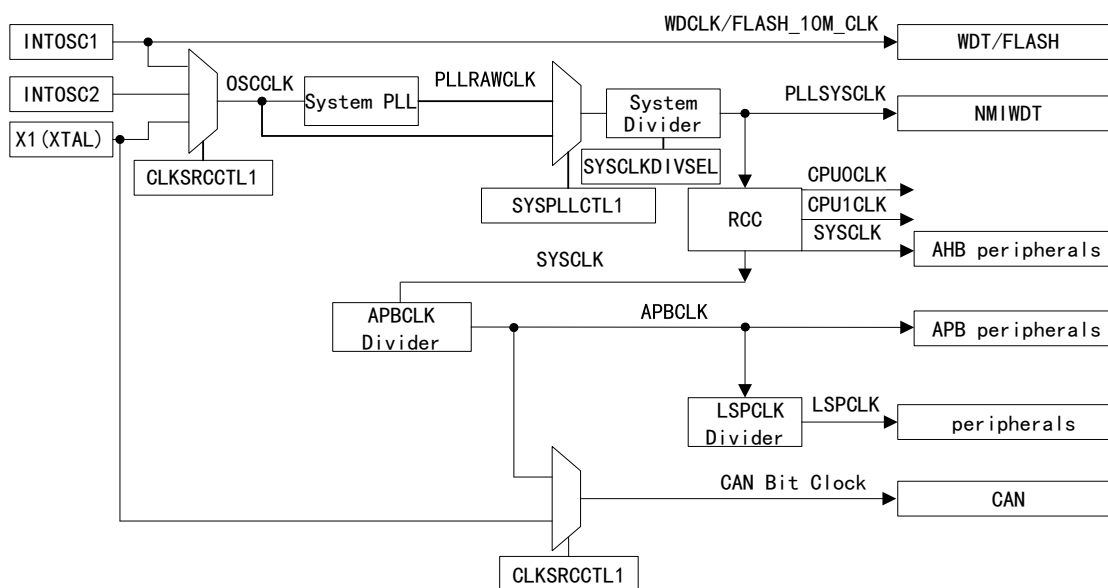 WDCLK/FLASH_10M_CLK
INTOSC1
WDT/FLASH
OSCCLK
PLLRAWCLK
INTOSC2
System PLL
System
Divider
PLLSYSCLK
NMIWDT
X1(XTAL)
CLKSRCCTL1
SYSCLKDIVSEL
CPU0CLK
SYSPLLCTL1
RCC
CPU1CLK
SYSCLK
AHB peripherals
SYSCLK
APBCLK
Divider
APBCLK
APB peripherals
LSPCLK
Divider
LSPCLK
peripherals
CAN Bit Clock
CAN
CLKSRCCTL1